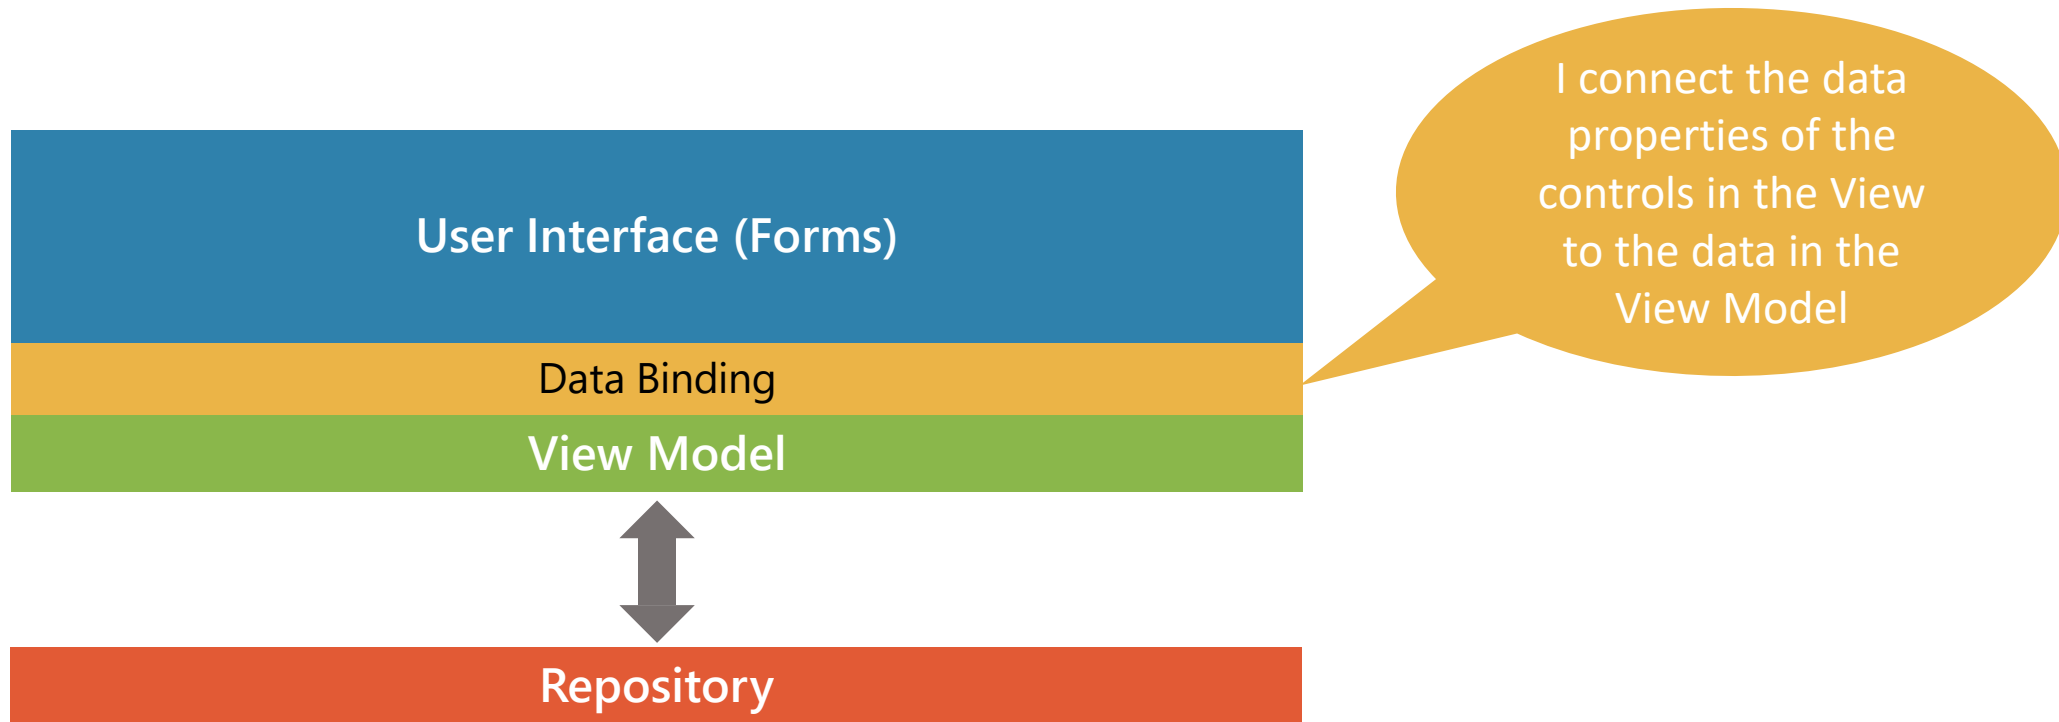 I connect the data
properties of the
controls in the View
to the data in the
View Model
User Interface (Forms)
Data Binding
View Model
Repository